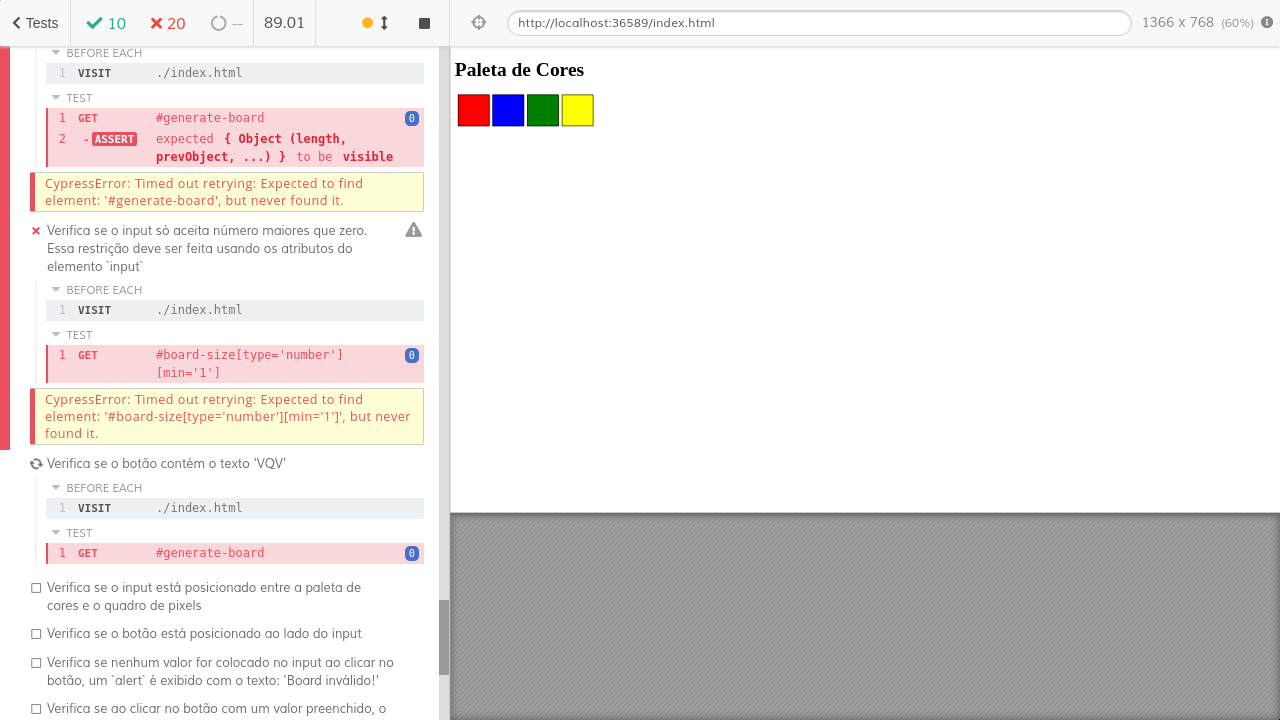 Tests 10 20 -- 89.01
http://localhost:36589/index.html 1366 x 768 (60%)
BEFORE EACH
1 VISIT ./index.html
TEST
1 GET #generate-board 0
2 -ASSERT expected { Object (length,
prevObject, ...) } to be visible
CypressError: Timed out retrying: Expected to find
element: '#generate-board', but never found it.
Verifica se o input só aceita número maiores que zero.
Essa restrição deve ser feita usando os atributos do
elemento `input`
BEFORE EACH
1 VISIT ./index.html
TEST
1 GET #board-size[type='number'] 0
[min='1']
CypressError: Timed out retrying: Expected to find
element: '#board-size[type='number'][min='1']', but never
found it.
Verifica se o botão contém o texto 'VQV'
BEFORE EACH
1 VISIT ./index.html
TEST
1 GET #generate-board 0
Verifica se o input está posicionado entre a paleta de
cores e o quadro de pixels
Verifica se o botão está posicionado ao lado do input
Verifica se nenhum valor for colocado no input ao clicar no
botão, um `alert` é exibido com o texto: 'Board inválido!'
Verifica se ao clicar no botão com um valor preenchido, o
Paleta de Cores